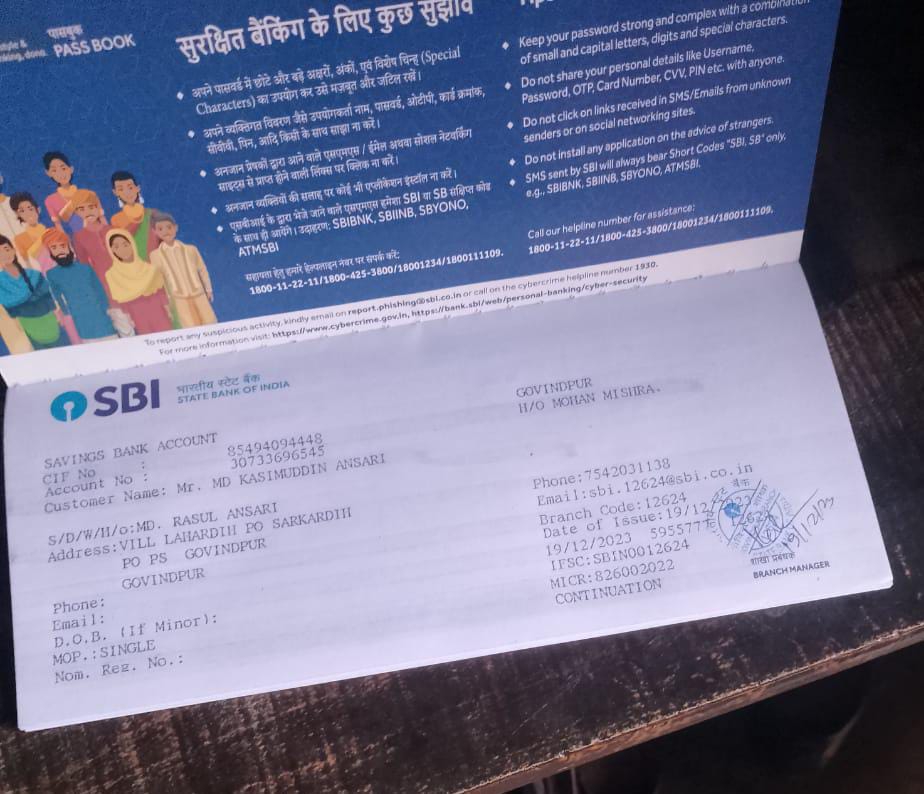 पासबुक
PASS BOOK
सुरक्षित बैंकिंग के लिए कुछ सुझाव
◆ अपने पासवर्ड में छोटे और बड़े अक्षरों, अंकों, एवं विशेष चिन्ह (Special
Characters) का उपयोग कर उसे मजबूत और जटिल रखें।
◆ अपने व्यक्तिगत विवरण जैसे उपयोगकर्ता नाम, पासवर्ड, ओटीपी, कार्ड क्रमांक,
सीवीवी, पिन, आदि किसी के साथ साझा ना करें।
◆ अनजान प्रेषकों द्वारा आने वाले एसएमएस / ईमेल अथवा सोशल नेटवर्किंग
साइट्स से प्राप्त होने वाली लिंक्स पर क्लिक ना करें।
◆ अनजान व्यक्तियों की सलाह पर कोई भी एप्लीकेशन इंस्टॉल ना करें।
◆ एसबीआई के द्वारा भेजे जाने वाले एसएमएस हमेशा SBI या SB संक्षिप्त कोड
के साथ ही आयेंगे। उदाहरण: SBIBNK, SBIINB, SBYONO,
ATMSBI
सहायता हेतु हमारे हेल्पलाइन नंबर पर संपर्क करें:
1800-11-22-11/1800-425-3800/18001234/1800111109.
◆ Keep your password strong and complex with a combination
of small and capital letters, digits and special characters.
◆ Do not share your personal details like Username,
Password, OTP, Card Number, CVV, PIN etc. with anyone.
◆ Do not click on links received in SMS/Emails from unknown
senders or on social networking sites.
◆ Do not install any application on the advice of strangers.
◆ SMS sent by SBI will always bear Short Codes "SBI, SB" only,
e.g., SBIBNK, SBIINB, SBYONO, ATMSBI.
Call our helpline number for assistance:
1800-11-22-11/1800-425-3800/18001234/1800111109.
To report any suspicious activity, kindly email on report.phishing@sbi.co.in or call on the cybercrime helpline number 1930.
For more information visit: https://www.cybercrime.gov.in, https://bank.sbi/web/personal-banking/cyber-security
SBI
भारतीय स्टेट बैंक
STATE BANK OF INDIA
SAVINGS BANK ACCOUNT
CIF No : 85494094448
Account No : 30733696545
Customer Name: Mr. MD KASIMUDDIN ANSARI
S/D/W/H/o:MD. RASUL ANSARI
Address:VILL LAHARDIH PO SARKARDIH
PO PS GOVINDPUR
GOVINDPUR
Phone:
Email:
D.O.B. (If Minor):
MOP.:SINGLE
Nom. Reg. No.:
GOVINDPUR
H/O MOHAN MISHRA.
Phone:7542031138
Email:sbi.12624@sbi.co.in
Branch Code:12624
Date of Issue:19/12/2023
19/12/2023 5955777
IFSC:SBIN0012624
MICR:826002022
CONTINUATION
19/12/23
शाखा प्रबंधक
BRANCH MANAGER